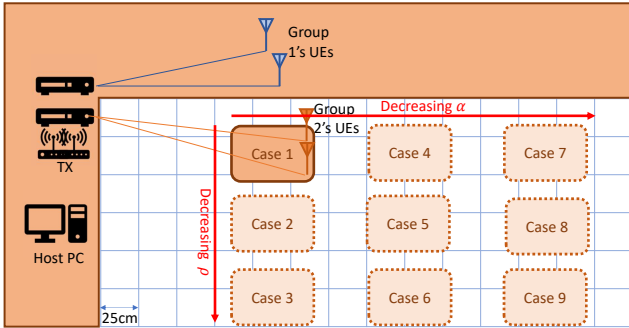 Group
1's UEs
Decreasing α
Group
2's UEs
TX
Case 1
Case 4
Case 7
Decreasing ρ
Case 2
Case 5
Case 8
Host PC
Case 3
Case 6
Case 9
25cm